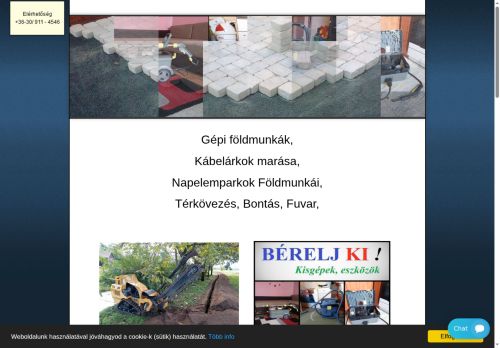 Elérhetőség
+36-30/ 911 - 4546
Gépi földmunkák,
Kábelárkok marása,
Napelemparkok Földmunkái,
Térkövezés, Bontás, Fuvar,
BÉRELJ KI !
Kisgépek, eszközök
Weboldalunk használatával jóváhagyod a cookie-k (sütik) használatát. Több info
Chat